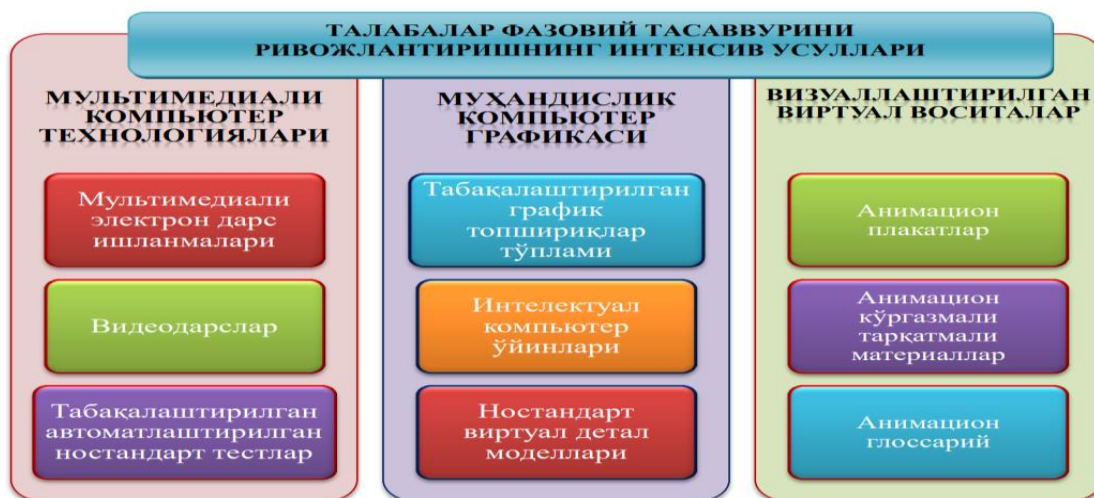 ТАЛАБАЛАР ФАЗОВИЙ ТАСАВВУРИНИ
РИВОЖЛАНТИРИШНИНГ ИНТЕНСИВ УСУЛЛАРИ
МУЛЬТИМЕДИАЛИ
КОМПЬЮТЕР
ТЕХНОЛОГИЯЛАРИ
Мультимедиали
электрон дарс
ишланмалари
Видеодарслар
Табақалаштирилган
автоматлаштирилган
ностандарт тестлар
МУҲАНДИСЛИК
КОМПЬЮТЕР
ГРАФИКАСИ
Табақалаштирилган
график
топшириқлар
тўплами
Интелектуал
компьютер
ўйинлари
Ностандарт
виртуал детал
моделлари
ВИЗУАЛЛАШТИРИЛГАН
ВИРТУАЛ ВОСИТАЛАР
Анимацион
плакатлар
Анимацион
кўргазмали
тарқатмали
материаллар
Анимацион
глоссарий